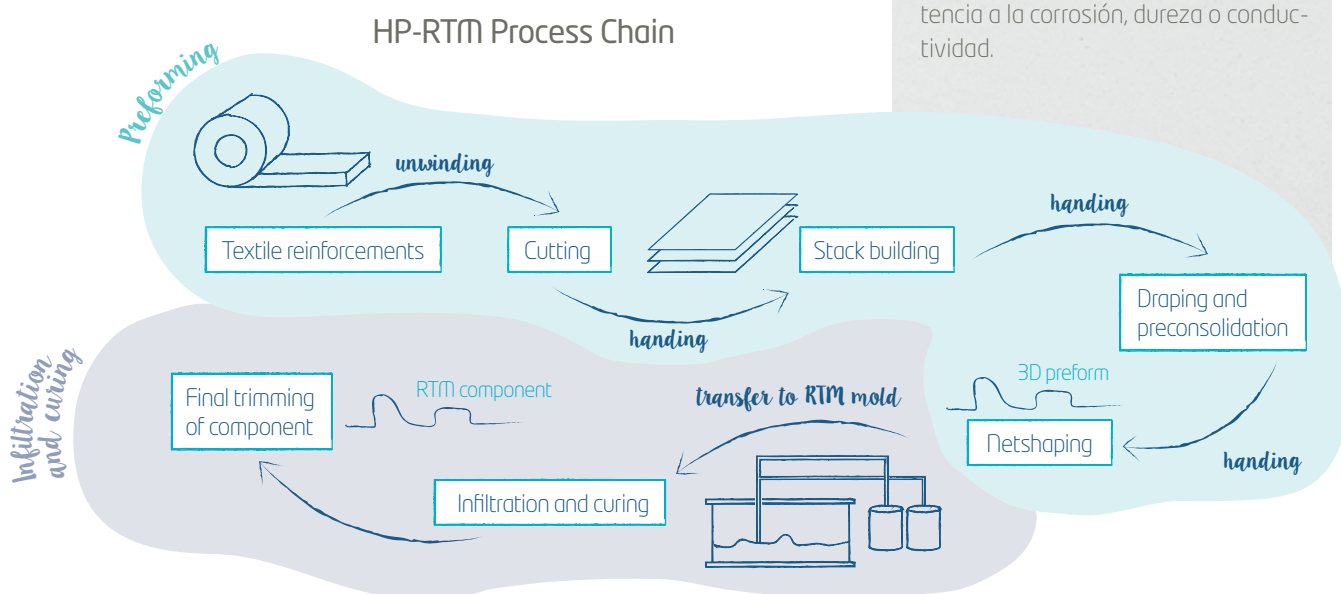 tencia a la corrosión, dureza o conduc-
tividad.
HP-RTM Process Chain
Preforming
unwinding
Textile reinforcements
Cutting
handing
Stack building
handing
Draping and
preconsolidation
handing
3D preform
Netshaping
transfer to RTM mold
Infiltration and curing
Infiltration
and curing
RTM component
Final trimming
of component